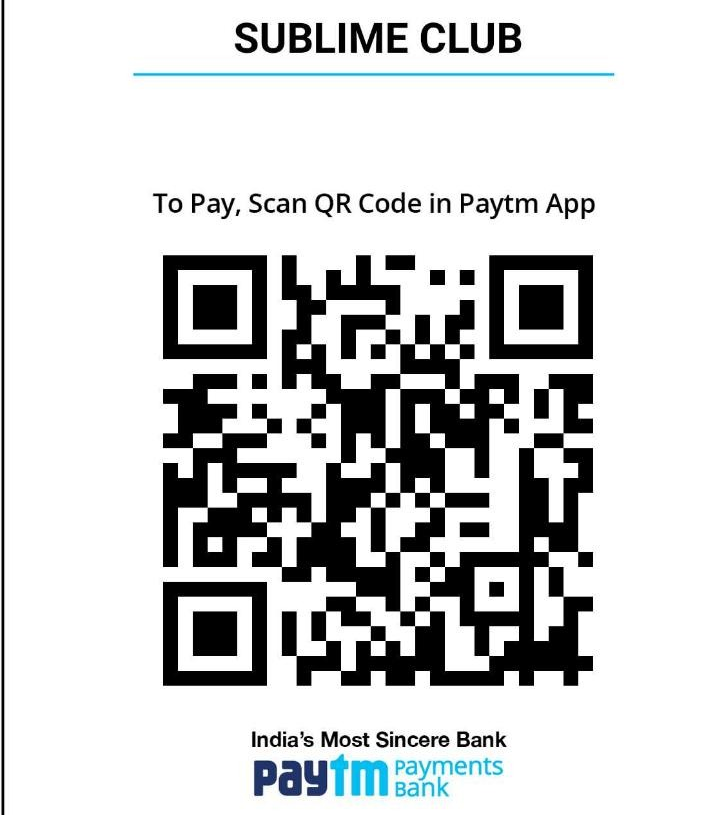 SUBLIME CLUB
To Pay, Scan QR Code in Paytm App
India's Most Sincere Bank
paytm Payments
Bank